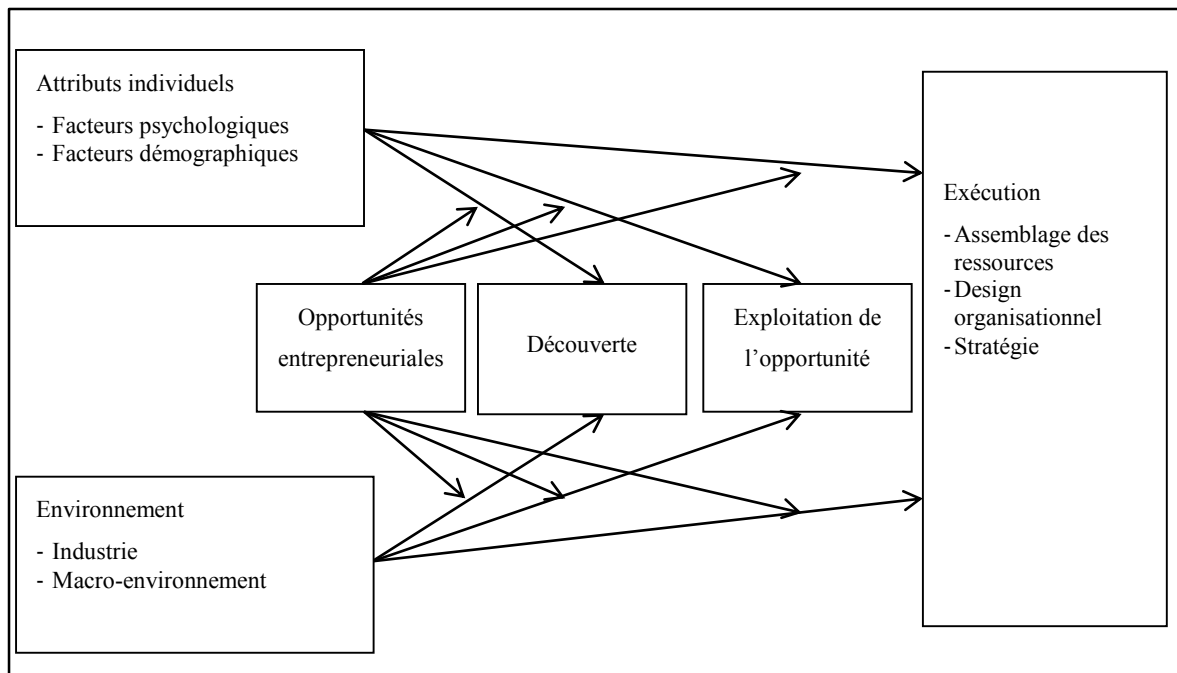 Attributs individuels
- Facteurs psychologiques
- Facteurs démographiques
Opportunités
entrepreneuriales
Découverte
Exploitation de
l’opportunité
Exécution
- Assemblage des
ressources
- Design
organisationnel
- Stratégie
Environnement
- Industrie
- Macro-environnement